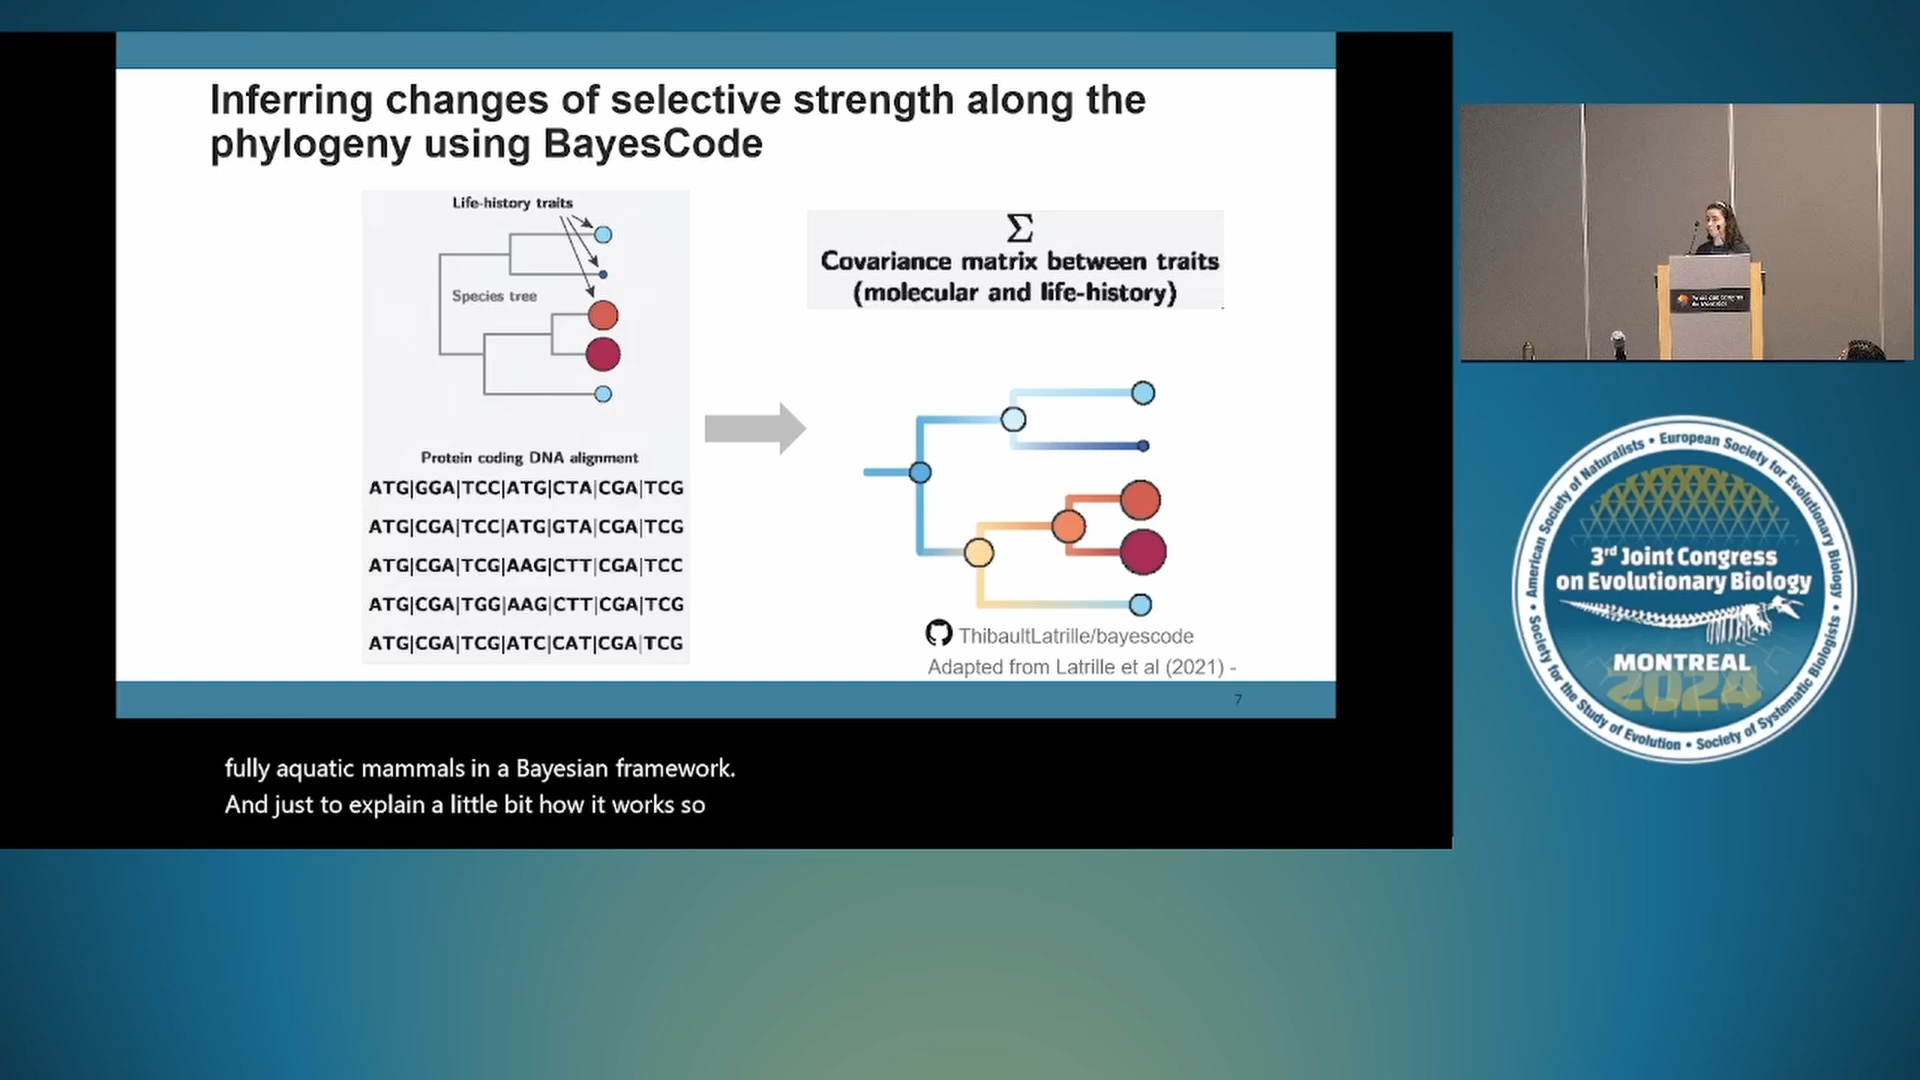 Inferring changes of selective strength along the
phylogeny using BayesCode
Life-history traits
Species tree
Protein coding DNA alignment
ATG|GGA|TCC|ATG|CTA|CGA|TCG
ATG|CGA|TCC|ATG|GTA|CGA|TCG
ATG|CGA|TCG|AAG|CTT|CGA|TCC
ATG|CGA|TGG|AAG|CTT|CGA|TCG
ATG|CGA|TCG|ATC|CAT|CGA|TCG
Σ
Covariance matrix between traits
(molecular and life-history)
ThibaultLatrille/bayescode
Adapted from Latrille et al (2021) -
7
fully aquatic mammals in a Bayesian framework.
And just to explain a little bit how it works so
American Society of Naturalists • European Society for Evolutionary Biology •
Society for the Study of Evolution • Society of Systematic Biologists •
3rd Joint Congress
on Evolutionary Biology
MONTREAL
2024